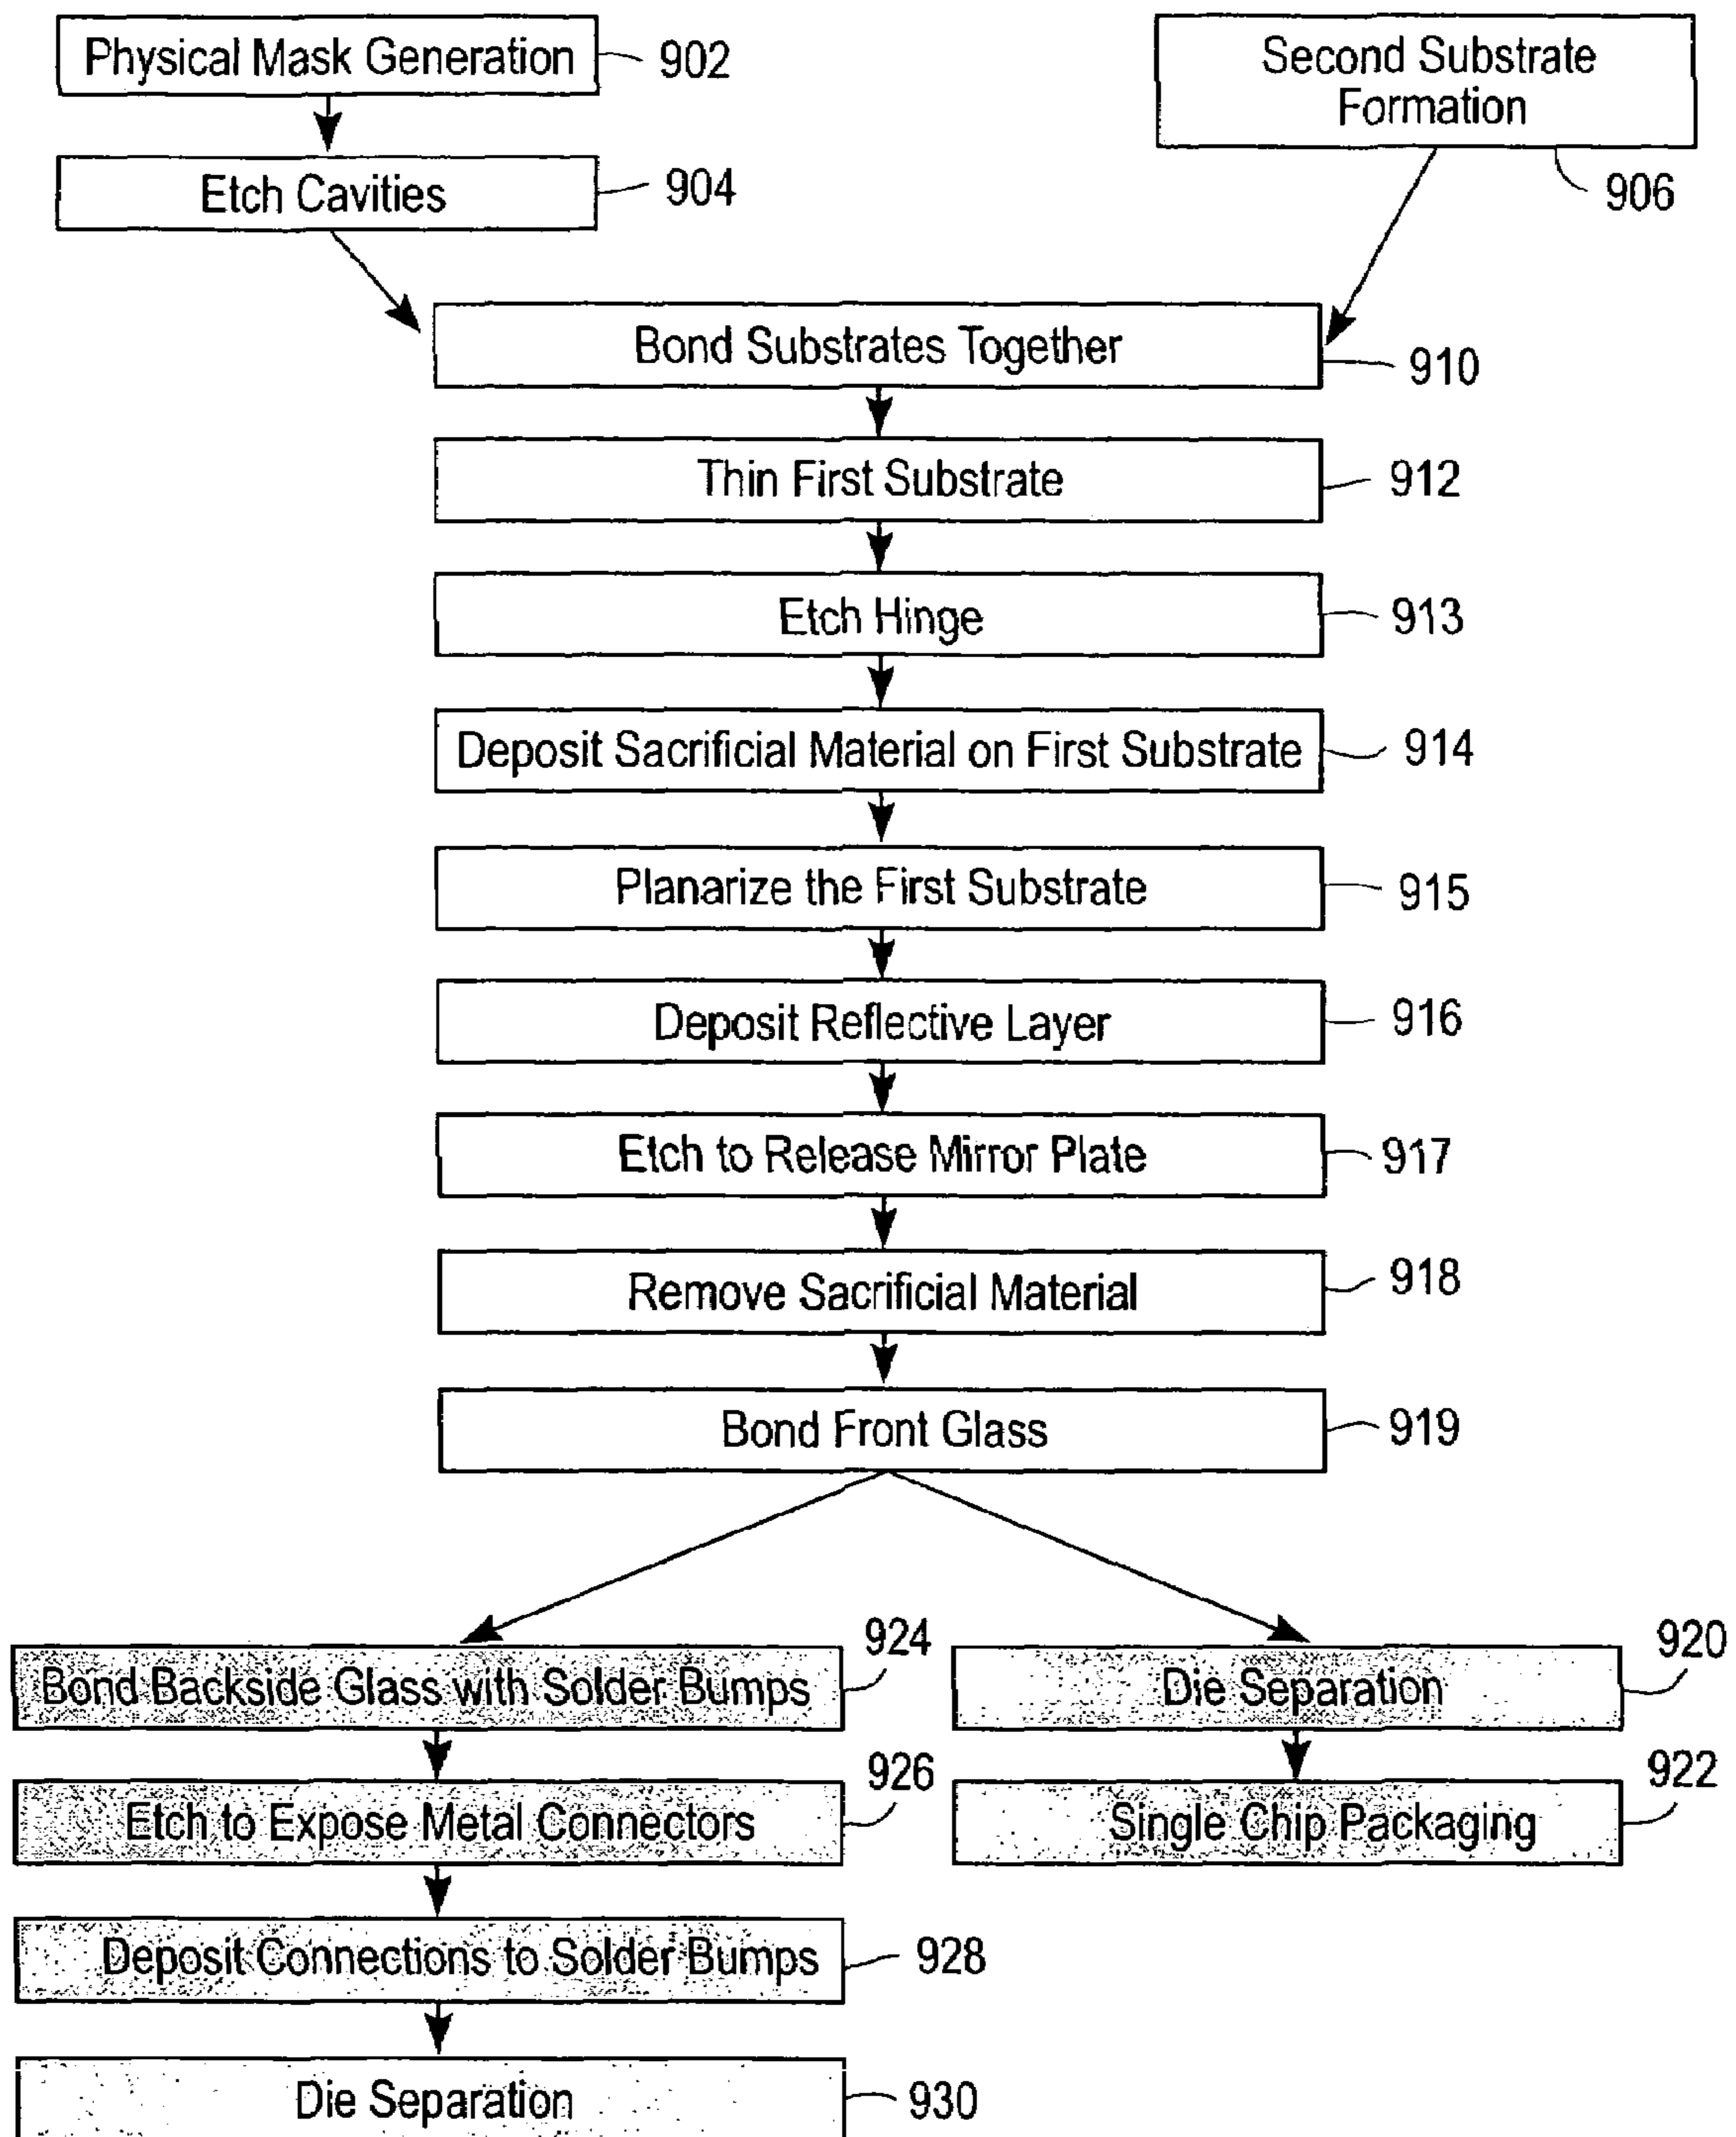 Physical Mask Generation
902
Second Substrate
Formation
906
Etch Cavities
904
Bond Substrates Together
910
Thin First Substrate
912
Etch Hinge
913
Deposit Sacrificial Material on First Substrate
914
Planarize the First Substrate
915
Deposit Reflective Layer
916
Etch to Release Mirror Plate
917
Remove Sacrificial Material
918
Bond Front Glass
919
Bond Backside Glass with Solder Bumps
924
Die Separation
920
Etch to Expose Metal Connectors
926
Single Chip Packaging
922
Deposit Connections to Solder Bumps
928
Die Separation
930